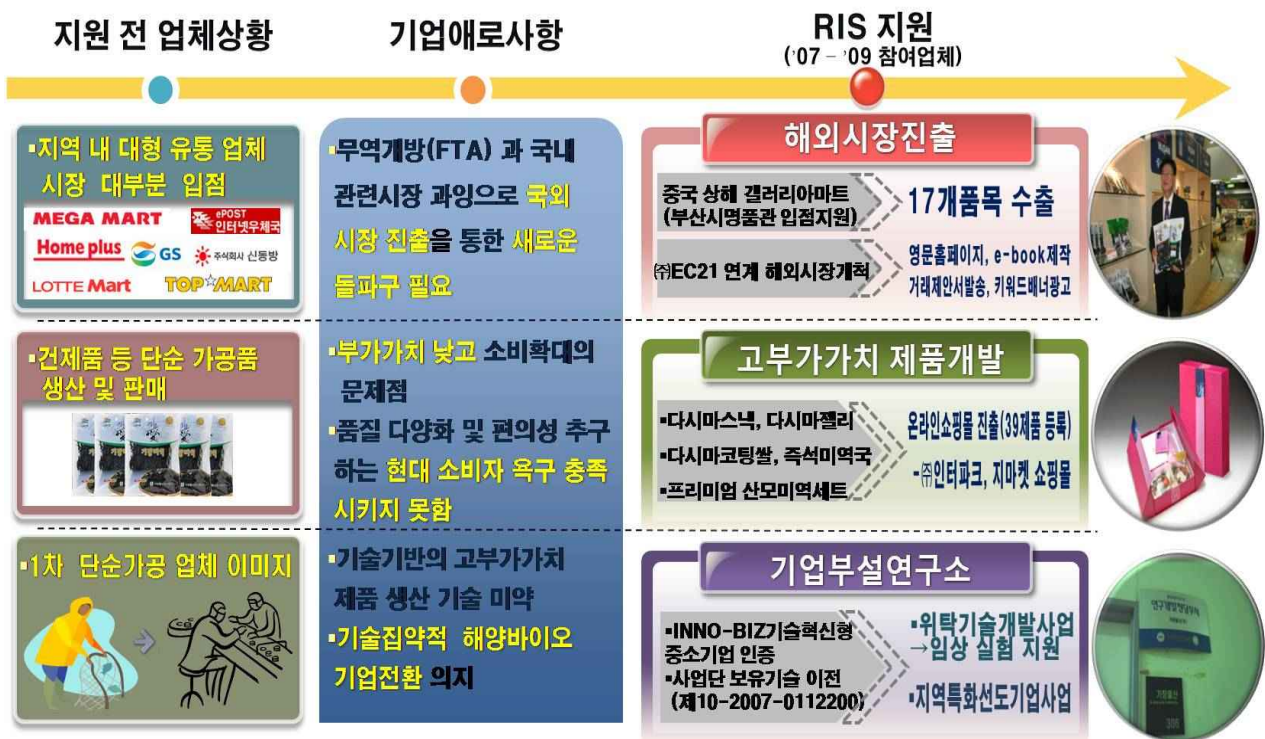 지원 전 업체상황
기업애로사항
RIS 지원
('07 – '09 참여업체)
▪지역 내 대형 유통 업체
시장 대부분 입점
MEGA MART
ePOST
인터넷우체국
Home plus
GS
주식회사 신동방
LOTTE Mart
TOP☆MART
▪무역개방(FTA) 과 국내
관련시장 과잉으로 국외
시장 진출을 통한 새로운
돌파구 필요
해외시장진출
중국 상해 갤러리아마트
(부산시명품관 입점지원)
17개품목 수출
㈜EC21 연계 해외시장개척
영문홈페이지, e-book제작
거래제안서발송, 키워드배너광고
▪건제품 등 단순 가공품
생산 및 판매
▪부가가치 낮고 소비확대의
문제점
▪품질 다양화 및 편의성 추구
하는 현대 소비자 욕구 충족
시키지 못함
고부가가치 제품개발
▪다시마스낵, 다시마젤리
▪다시마코팅쌀, 즉석미역국
▪프리미엄 산모미역세트
온라인쇼핑몰 진출(39제품 등록)
-㈜인터파크, 지마켓 쇼핑몰
▪1차 단순가공 업체 이미지
▪기술기반의 고부가가치
제품 생산 기술 미약
▪기술집약적 해양바이오
기업전환 의지
기업부설연구소
▪INNO-BIZ기술혁신형
중소기업 인증
▪사업단 보유기술 이전
(제10-2007-0112200)
▪위탁기술개발사업
→임상 실험 지원
▪지역특화선도기업사업